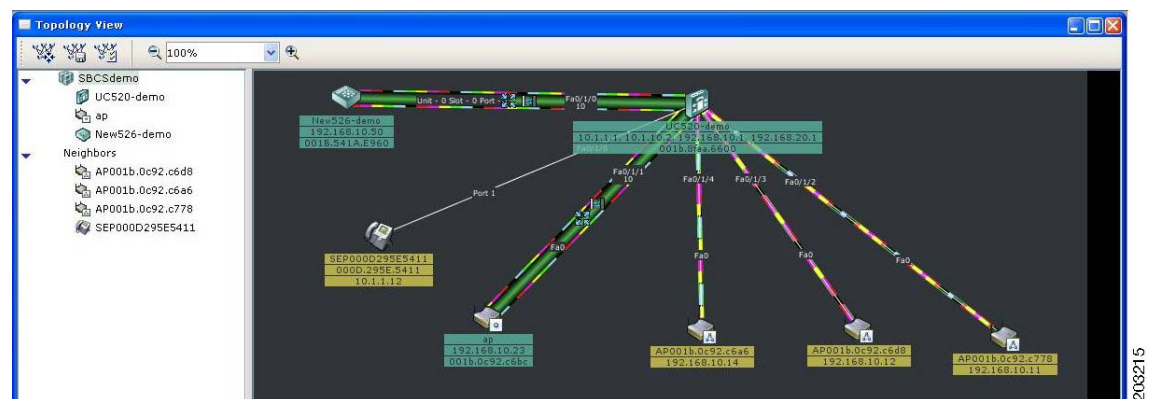 Topology View
100%
SBCSdemo
UC520-demo
ap
New526-demo
Neighbors
AP001b.0c92.c6d8
AP001b.0c92.c6a6
AP001b.0c92.c778
SEP000D295E5411
Unit - 0 Slot - 0 Port -
Fa0/1/0
10
New526-demo
192.168.10.50
001B.541A.E960
UC520-demo
10.1.1.1, 10.1.10.2, 192.168.10.1, 192.168.20.1
001b.8faa.6600
Fa0/1/6
Fa0/1/1
10
Fa0/1/4
Fa0/1/3
Fa0/1/2
Port 1
SEP000D295E5411
000D.295E.5411
10.1.1.12
Fa0
Fa0
Fa0
Fa0
ap
192.168.10.23
001b.0c92.c6bc
AP001b.0c92.c6a6
192.168.10.14
AP001b.0c92.c6d8
192.168.10.12
AP001b.0c92.c778
192.168.10.11
203215